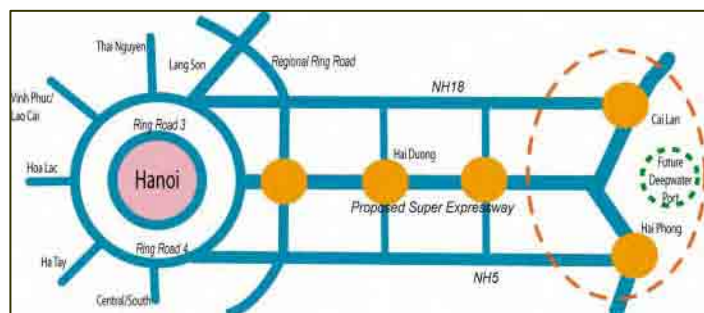 Thai Nguyen
Lang Son
Regional Ring Road
NH18
Vinh Phuc/
Lao Cai
Ring Road 3
Cai Lan
Hoa Lac
Hanoi
Hai Duong
Future
Deepwater
Port
Proposed Super Expressway
Hai Phong
Ring Road 4
Ha Tay
NH5
Central/South